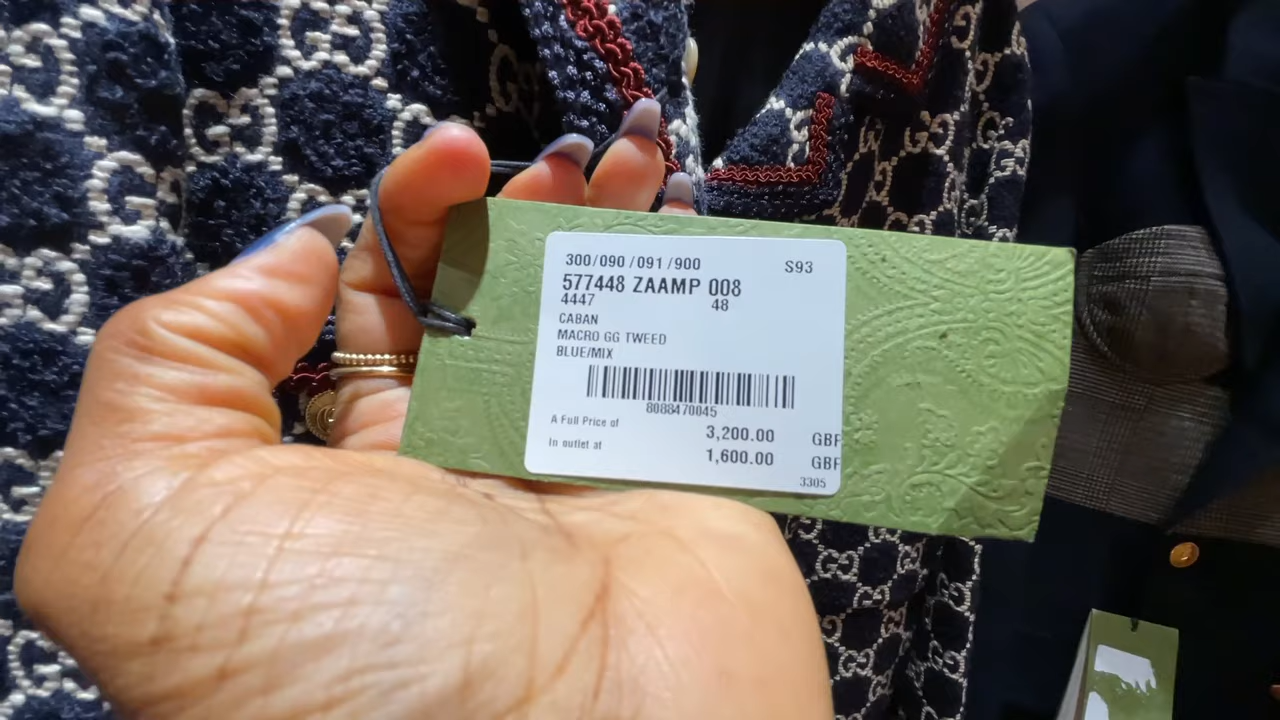 300/090/091/900 S93
577448 ZAAMP 008
4447 48
CABAN
MACRO GG TWEED
BLUE/MIX
8088470045
A Full Price of 3,200.00 GBP
In outlet at 1,600.00 GBP
3305